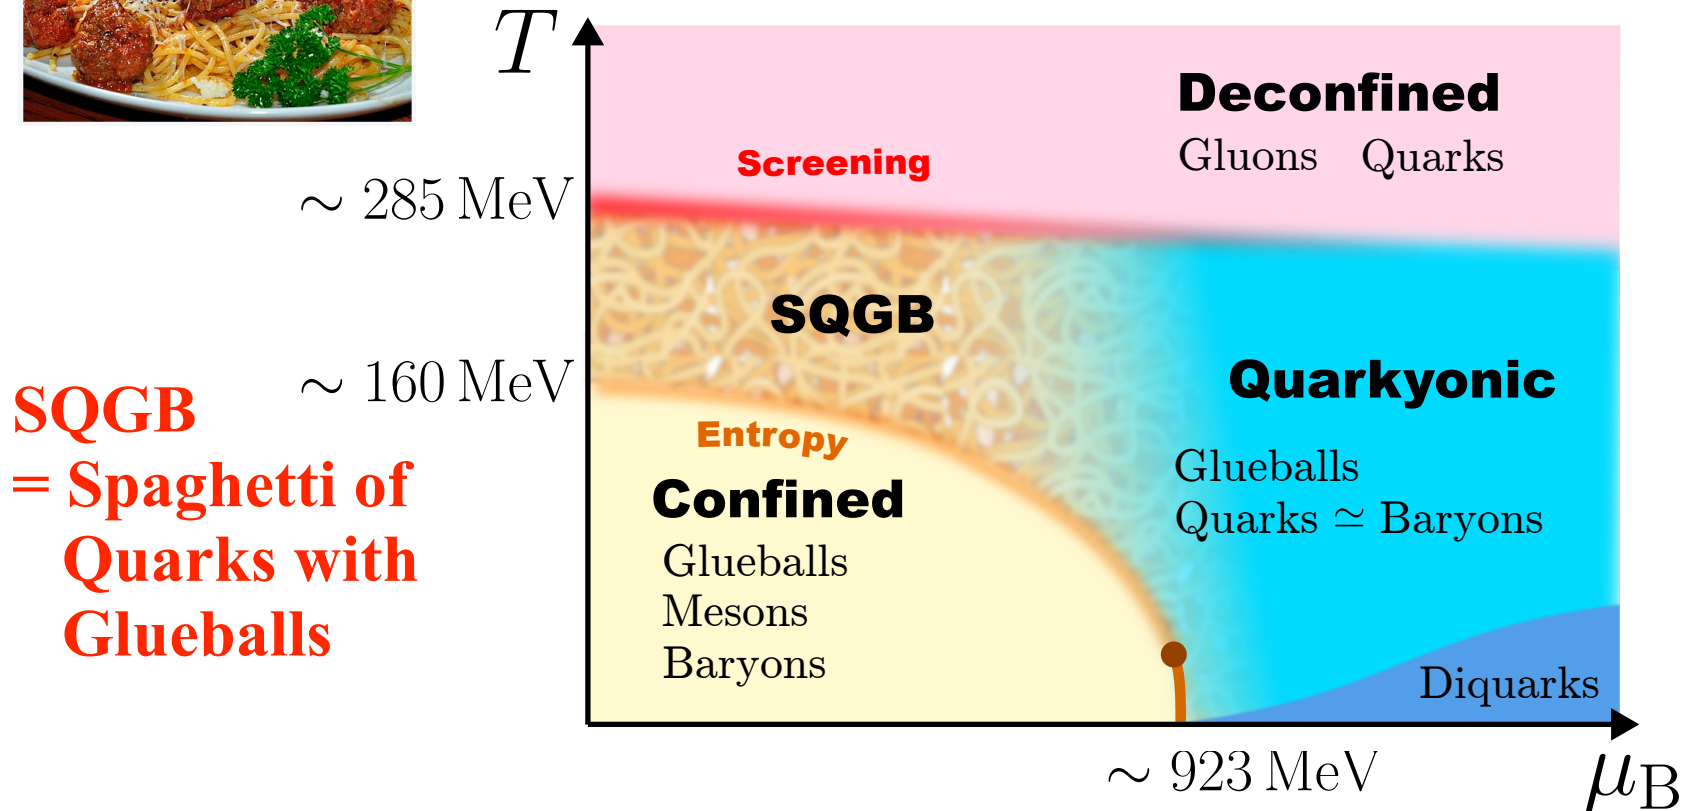 T
Deconfined
Gluons Quarks
Screening
∼ 285 MeV
SQGB
∼ 160 MeV
Quarkyonic
SQGB
= Spaghetti of
Quarks with
Glueballs
Entropy
Confined
Glueballs
Mesons
Baryons
Glueballs
Quarks ≃ Baryons
Diquarks
∼ 923 MeV
μB